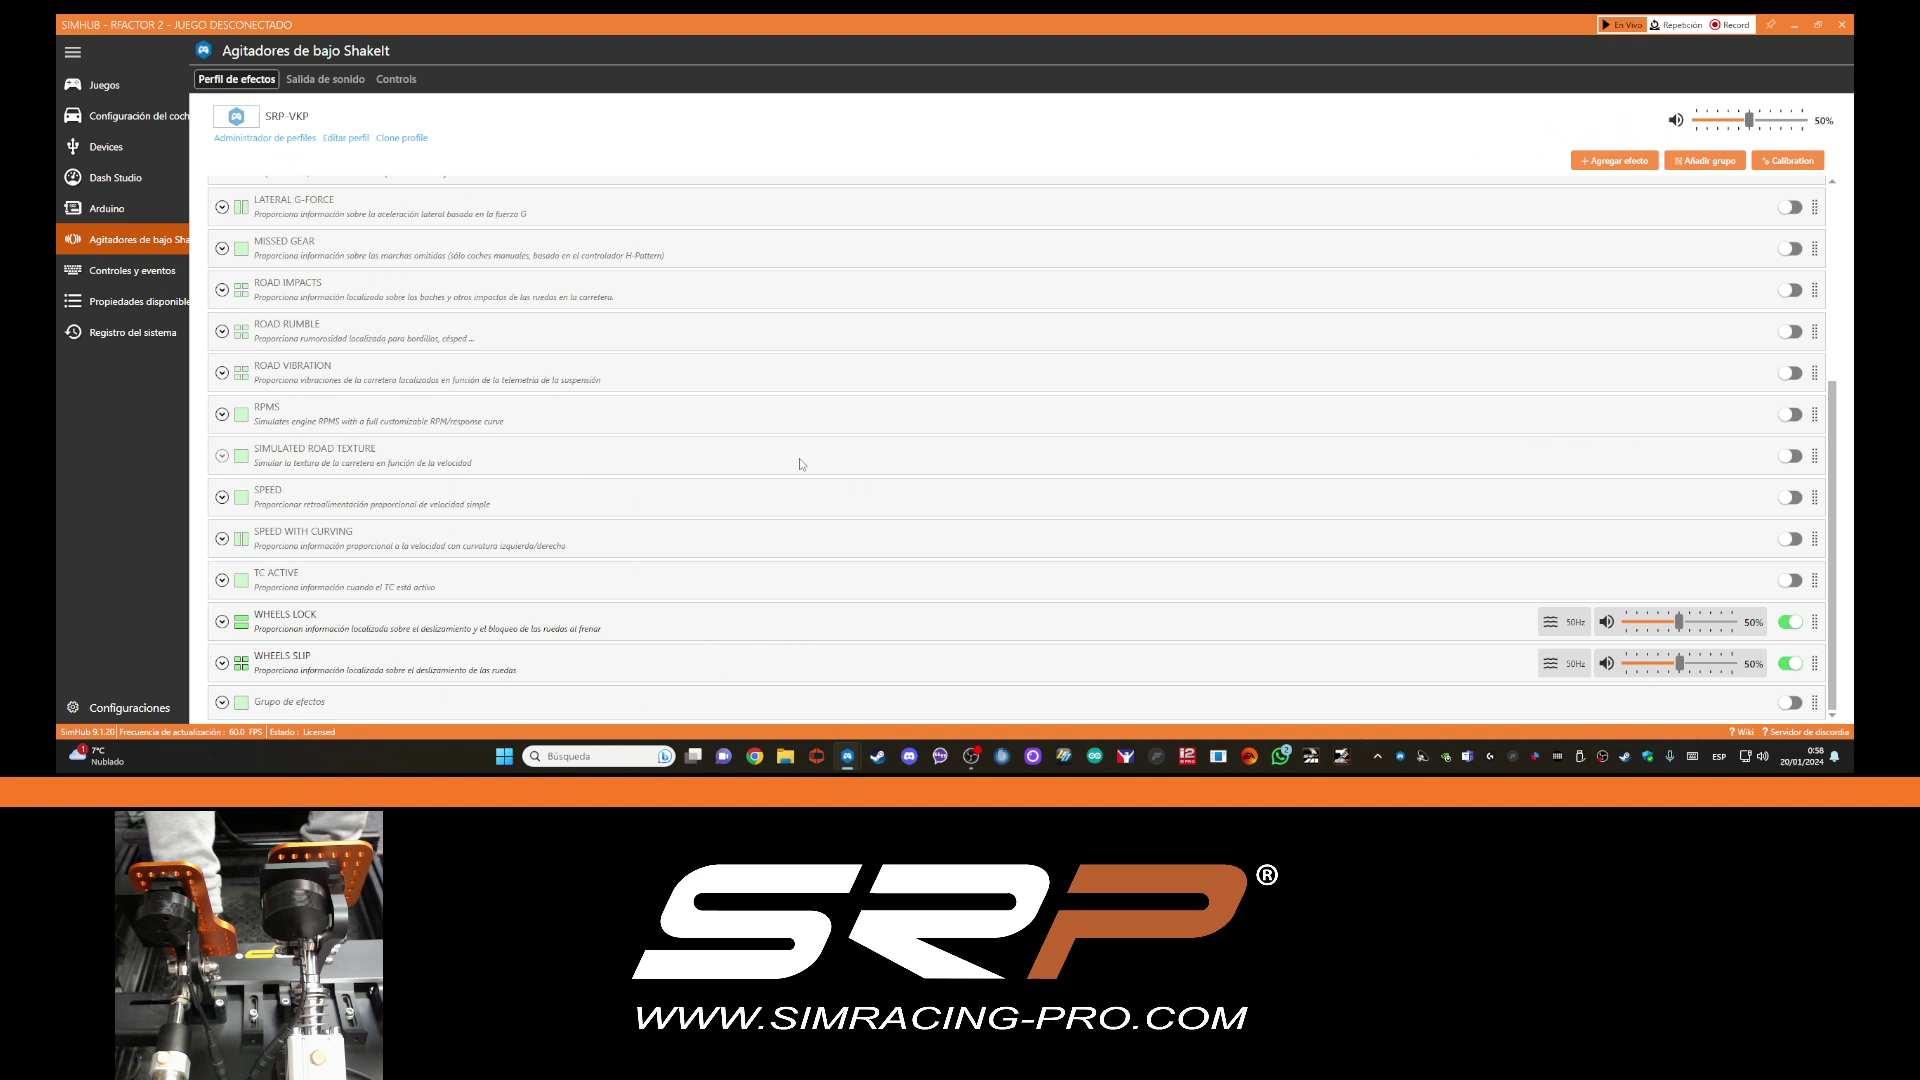 SIMHUB - RFACTOR 2 - JUEGO DESCONECTADO
En Vivo Repetición Record
Agitadores de bajo ShakeIt
Juegos
Perfil de efectos Salida de sonido Controls
Configuración del coch
SRP-VKP
50%
Administrador de perfiles Editar perfil Clone profile
Devices
Agregar efecto Añadir grupo Calibration
Dash Studio
Arduino
Agitadores de bajo Sha
Controles y eventos
Propiedades disponible
Registro del sistema
LATERAL G-FORCE
Proporciona información sobre la aceleración lateral basada en la fuerza G
MISSED GEAR
Proporciona información sobre las marchas omitidas (sólo coches manuales, basado en el controlador H-Pattern)
ROAD IMPACTS
Proporciona información localizada sobre los baches y otros impactos de las ruedas en la carretera.
ROAD RUMBLE
Proporciona rumorosidad localizada para bordillos, césped ...
ROAD VIBRATION
Proporciona vibraciones de la carretera localizadas en función de la telemetría de la suspensión
RPMS
Simulates engine RPMS with a full customizable RPM/response curve
SIMULATED ROAD TEXTURE
Simular la textura de la carretera en función de la velocidad
SPEED
Proporcionar retroalimentación proporcional de velocidad simple
SPEED WITH CURVING
Proporciona información proporcional a la velocidad con curvatura izquierda/derecha
TC ACTIVE
Proporciona información cuando el TC está activo
WHEELS LOCK
Proporcionan información localizada sobre el deslizamiento y el bloqueo de las ruedas al frenar
50Hz 50%
WHEELS SLIP
Proporciona información localizada sobre el deslizamiento de las ruedas
50Hz 50%
Grupo de efectos
Configuraciones
SimHub 9.1.20 Frecuencia de actualización : 60.0 FPS Estado : Licensed
? Wiki ? Servidor de discordia
1
7°C
Nublado
Búsqueda
12
2
ESP
0:58
20/01/2024
SRP®
WWW.SIMRACING-PRO.COM